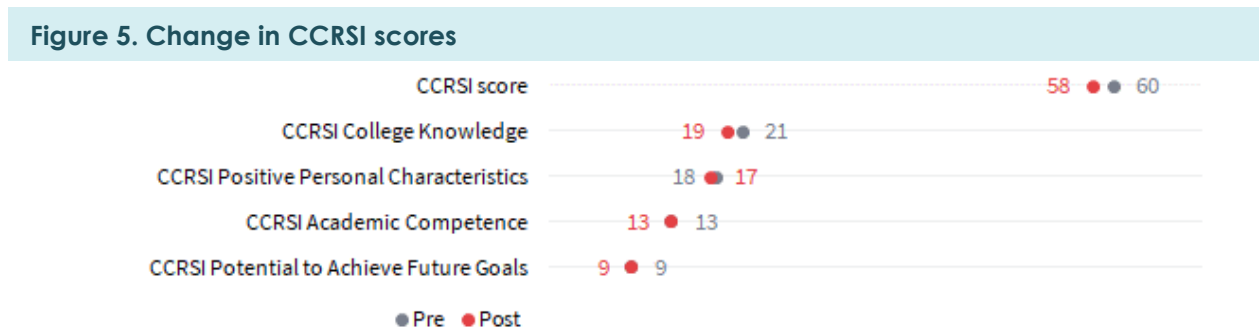 Figure 5. Change in CCRSI scores
CCRSI score 58 60
CCRSI College Knowledge 19 21
CCRSI Positive Personal Characteristics 18 17
CCRSI Academic Competence 13 13
CCRSI Potential to Achieve Future Goals 9 9
Pre Post